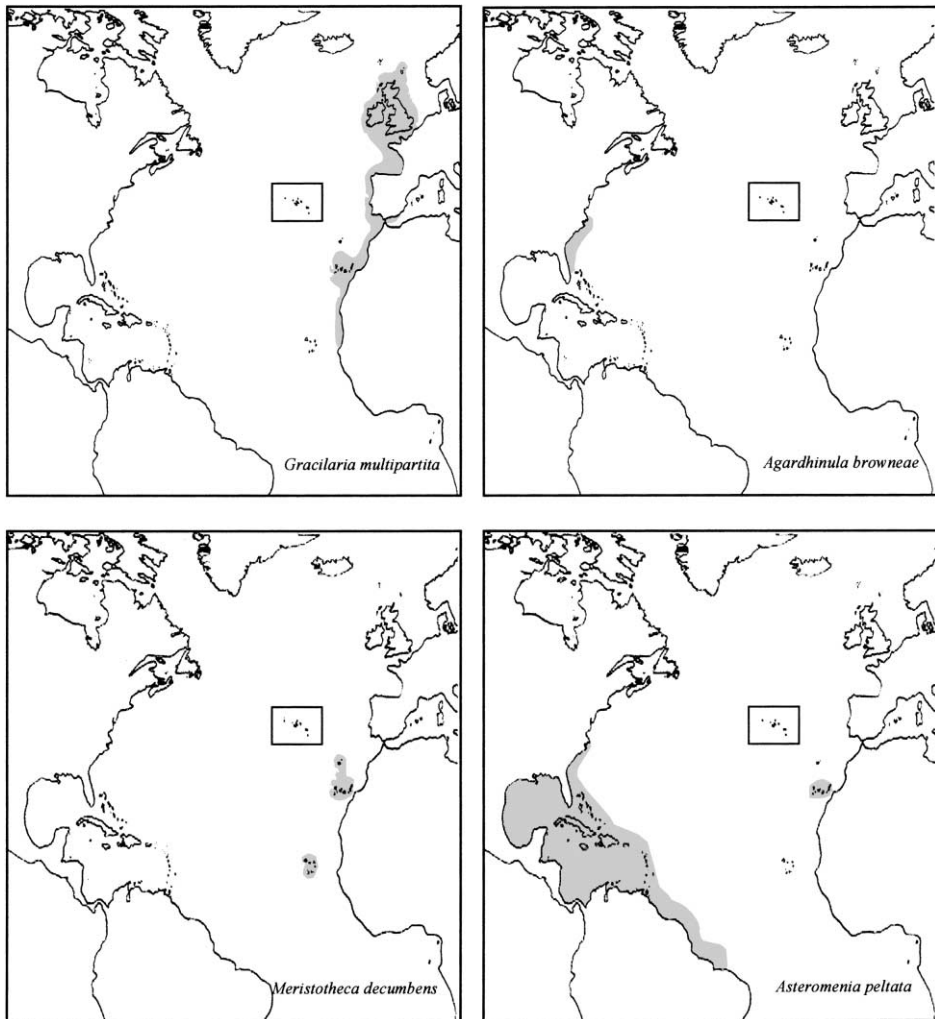 Gracilaria multipartita
Agardhinula browneae
Meristotheca decumbens
Asteromenia peltata